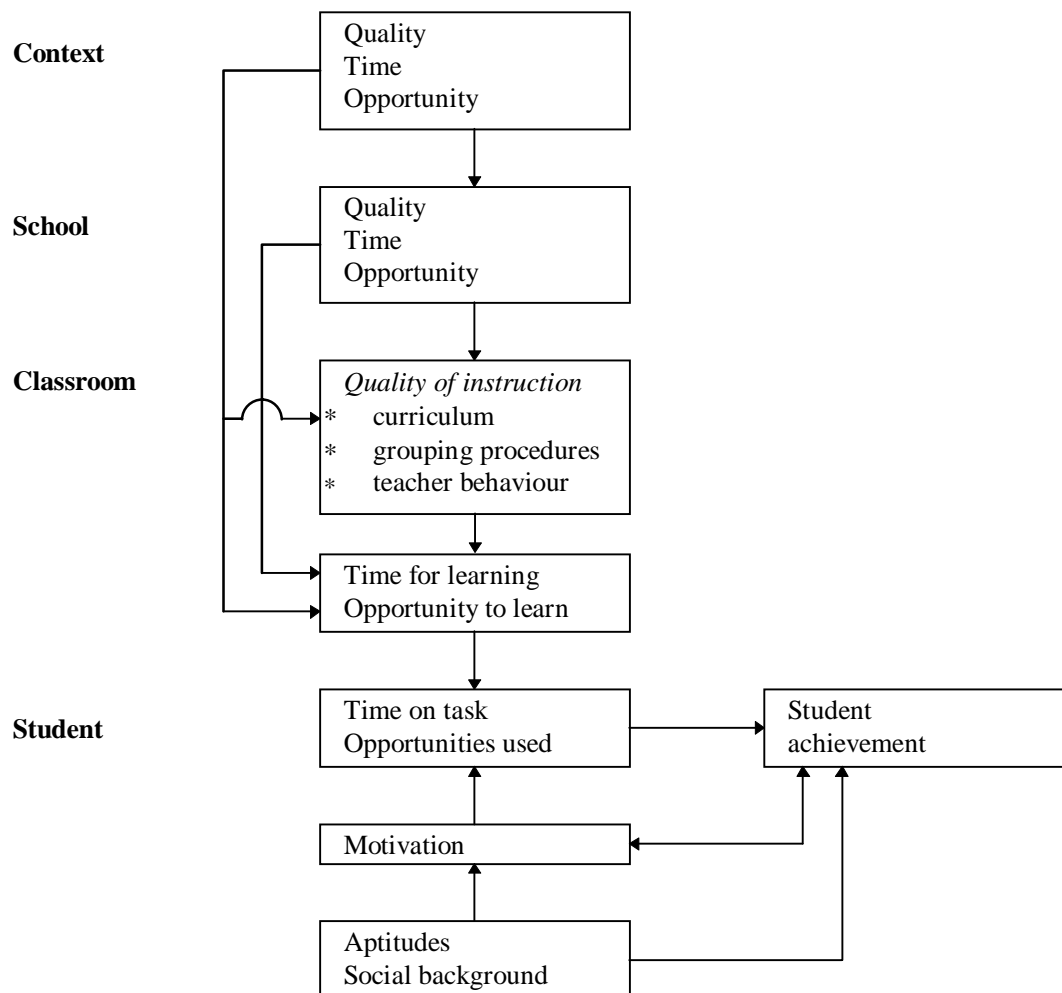 Context
Quality
Time
Opportunity
School
Quality
Time
Opportunity
Classroom
Quality of instruction
* curriculum
* grouping procedures
* teacher behaviour
Time for learning
Opportunity to learn
Student
Time on task
Opportunities used
Student
achievement
Motivation
Aptitudes
Social background